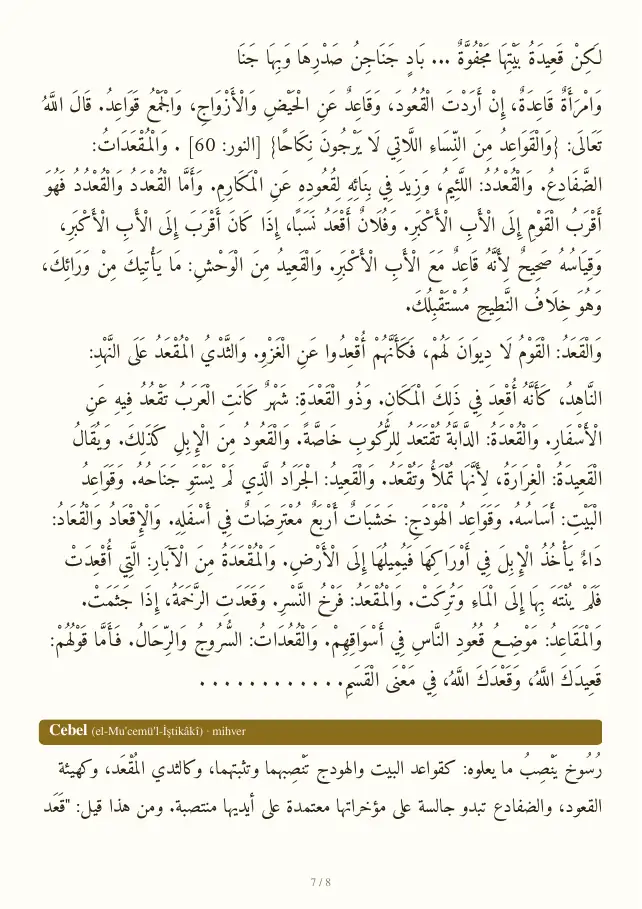 لَكِنْ قَعِيدَةُ بَيْتِهَا مَجْفُوَّةٌ ... بَادٍ جَنَاجِنُ صَدْرِهَا وَبِهَا جَنَا
وَامْرَأَةٌ قَاعِدَةٌ، إِنْ أَرَدْتَ الْقُعُودَ، وَقَاعِدٌ عَنِ الْحَيْضِ وَالْأَزْوَاجِ، وَالْجَمْعُ قَوَاعِدُ. قَالَ اللَّهُ
تَعَالَى: {وَالْقَوَاعِدُ مِنَ النِّسَاءِ اللَّاتِي لَا يَرْجُونَ نِكَاحًا} [النور: 60] . وَالْمُقْعَدَاتُ:
الضَّفَادِعُ. وَالْقُعْدُدُ: اللَّئِيمُ، وَزِيدَ فِي بِنَائِهِ لِقُعُودِهِ عَنِ الْمَكَارِمِ. وَأَمَّا الْقُعْدَدُ وَالْقُعْدُدُ فَهُوَ
أَقْرَبُ الْقَوْمِ إِلَى الْأَبِ الْأَكْبَرِ. وَفُلَانٌ أَقْعَدُ نَسَبًا، إِذَا كَانَ أَقْرَبَ إِلَى الْأَبِ الْأَكْبَرِ،
وَقِيَاسُهُ صَحِيحٌ لِأَنَّهُ قَاعِدٌ مَعَ الْأَبِ الْأَكْبَرِ. وَالْقَعِيدُ مِنَ الْوَحْشِ: مَا يَأْتِيكَ مِنْ وَرَائِكَ،
وَهُوَ خِلَافُ النَّطِيحِ مُسْتَقْبِلُكَ.
وَالْقَعَدُ: الْقَوْمُ لَا دِيوَانَ لَهُمْ، فَكَأَنَّهُمْ أُقْعِدُوا عَنِ الْغَزْوِ. وَالثَّدْيُ الْمُقْعَدُ عَلَى النَّهْدِ:
النَّاهِدُ، كَأَنَّهُ أُقْعِدَ فِي ذَلِكَ الْمَكَانِ. وَذُو الْقَعْدَةِ: شَهْرٌ كَانَتِ الْعَرَبُ تَقْعُدُ فِيهِ عَنِ
الْأَسْفَارِ. وَالْقُعْدَةُ: الدَّابَّةُ تُقْتَعَدُ لِلرُّكُوبِ خَاصَّةً. وَالْقَعُودُ مِنَ الْإِبِلِ كَذَلِكَ. وَيُقَالُ
الْقَعِيدَةُ: الْغِرَارَةُ، لِأَنَّهَا تُمْلَأُ وَتُقْعَدُ. وَالْقَعِيدُ: الْجَرَادُ الَّذِي لَمْ يَسْتَوِ جَنَاحُهُ. وَقَوَاعِدُ
الْبَيْتِ: أَسَاسُهُ. وَقَوَاعِدُ الْهَوْدَجِ: خَشَبَاتٌ أَرْبَعٌ مُعْتَرِضَاتٌ فِي أَسْفَلِهِ. وَالْإِقْعَادُ وَالْقُعَادُ:
دَاءٌ يَأْخُذُ الْإِبِلَ فِي أَوْرَاكِهَا فَيُمِيلُهَا إِلَى الْأَرْضِ. وَالْمُقْعَدَةُ مِنَ الْآبَارِ: الَّتِي أُقْعِدَتْ
فَلَمْ يُنْتَهَ بِهَا إِلَى الْمَاءِ وَتُرِكَتْ. وَالْمُقْعَدُ: فَرْخُ النَّسْرِ. وَقَعَدَتِ الرَّخَمَةُ، إِذَا جَثَمَتْ.
وَالْمَقَاعِدُ: مَوْضِعُ قُعُودِ النَّاسِ فِي أَسْوَاقِهِمْ. وَالْقُعُدَاتُ: السُّرُوجُ وَالرِّحَالُ. فَأَمَّا قَوْلُهُمْ:
قَعِيدَكَ اللَّهُ، وَقَعْدَكَ اللَّهُ، فِي مَعْنَى الْقَسَمِ. . . . . . . . . . . .
Cebel (el-Mu'cemü'l-İştikâkî) · mihver
رُسُوخ يَنْصِبُ ما يعلوه: كقواعد البيت والهودج تَنْصِبهما وتثبتهما، وكالثدي المُقْعَد، وكهيئة
القعود، والضفادع تبدو جالسة على مؤخراتها معتمدة على أيديها منتصبة. ومن هذا قيل: "قَعَد
7 / 8